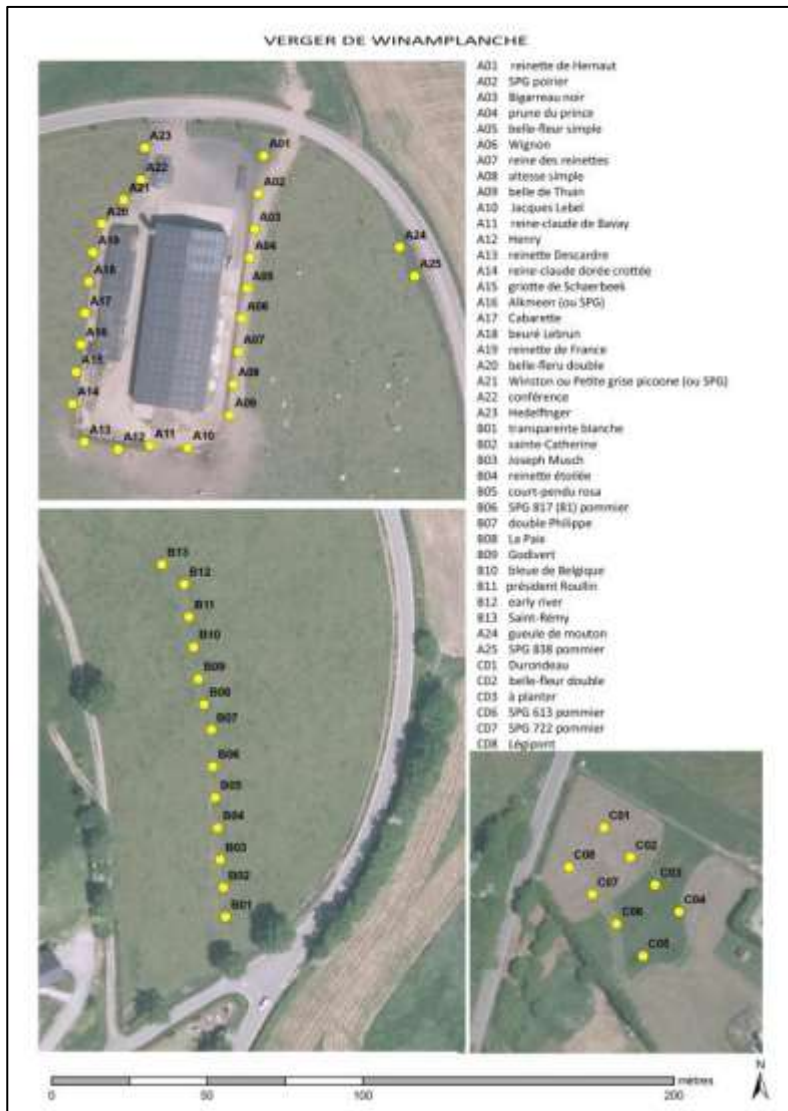 VERGER DE WINAMPLANCHE
A01 reinette de Hernaut
A02 SPG poirier
A03 Bigarreau noir
A04 prune du prince
A05 belle-fleur simple
A06 Wignon
A07 reine des reinettes
A08 altesse simple
A09 belle de Thuin
A10 Jacques Lebel
A11 reine-claude de Bavay
A12 Henry
A13 reinette Descardre
A14 reine-claude dorée crottée
A15 griotte de Schaerbeek
A16 Alkmeen (ou SPG)
A17 Cabarette
A18 beuré Lebrun
A19 reinette de France
A20 belle-fleru double
A21 Winston ou Petite grise picoone (ou SPG)
A22 conférence
A23 Hedelfinger
B01 transparente blanche
B02 sainte-Catherine
B03 Joseph Musch
B04 reinette étoilée
B05 court-pendu rosa
B06 SPG 817 (81) pommier
B07 double Philippe
B08 La Paix
B09 Godivert
B10 bleue de Belgique
B11 président Roullin
B12 early river
B13 Saint-Rémy
A24 gueule de mouton
A25 SPG 838 pommier
C01 Durondeau
C02 belle-fleur double
C03 à planter
C06 SPG 613 pommier
C07 SPG 722 pommier
C08 Légipont
A23
A01
A22
A02
A21
A20
A03
A24
A19
A04
A25
A18
A05
A17
A06
A16
A07
A15
A08
A14
A09
A13
A12
A11
A10
B13
B12
B11
B10
B09
B08
B07
B06
B05
B04
B03
B02
B01
C01
C02
C08
C03
C07
C04
C06
C05
N
mètres
0
50
100
200